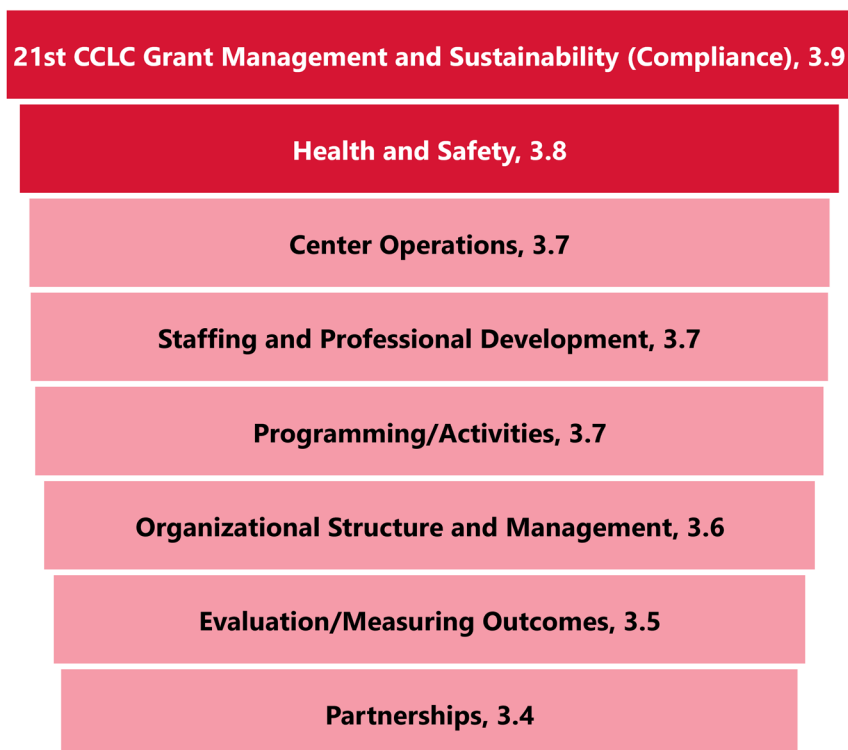 21st CCLC Grant Management and Sustainability (Compliance), 3.9
Health and Safety, 3.8
Center Operations, 3.7
Staffing and Professional Development, 3.7
Programming/Activities, 3.7
Organizational Structure and Management, 3.6
Evaluation/Measuring Outcomes, 3.5
Partnerships, 3.4